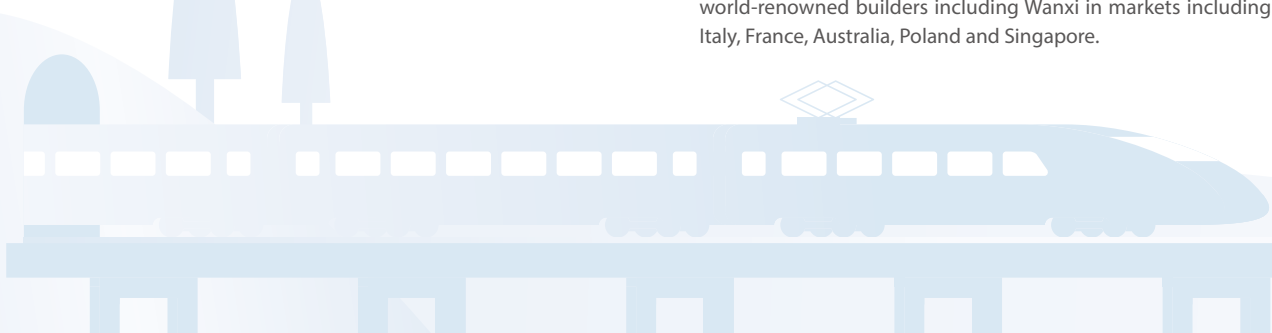 world-renowned builders including Wanxi in markets including
Italy, France, Australia, Poland and Singapore.